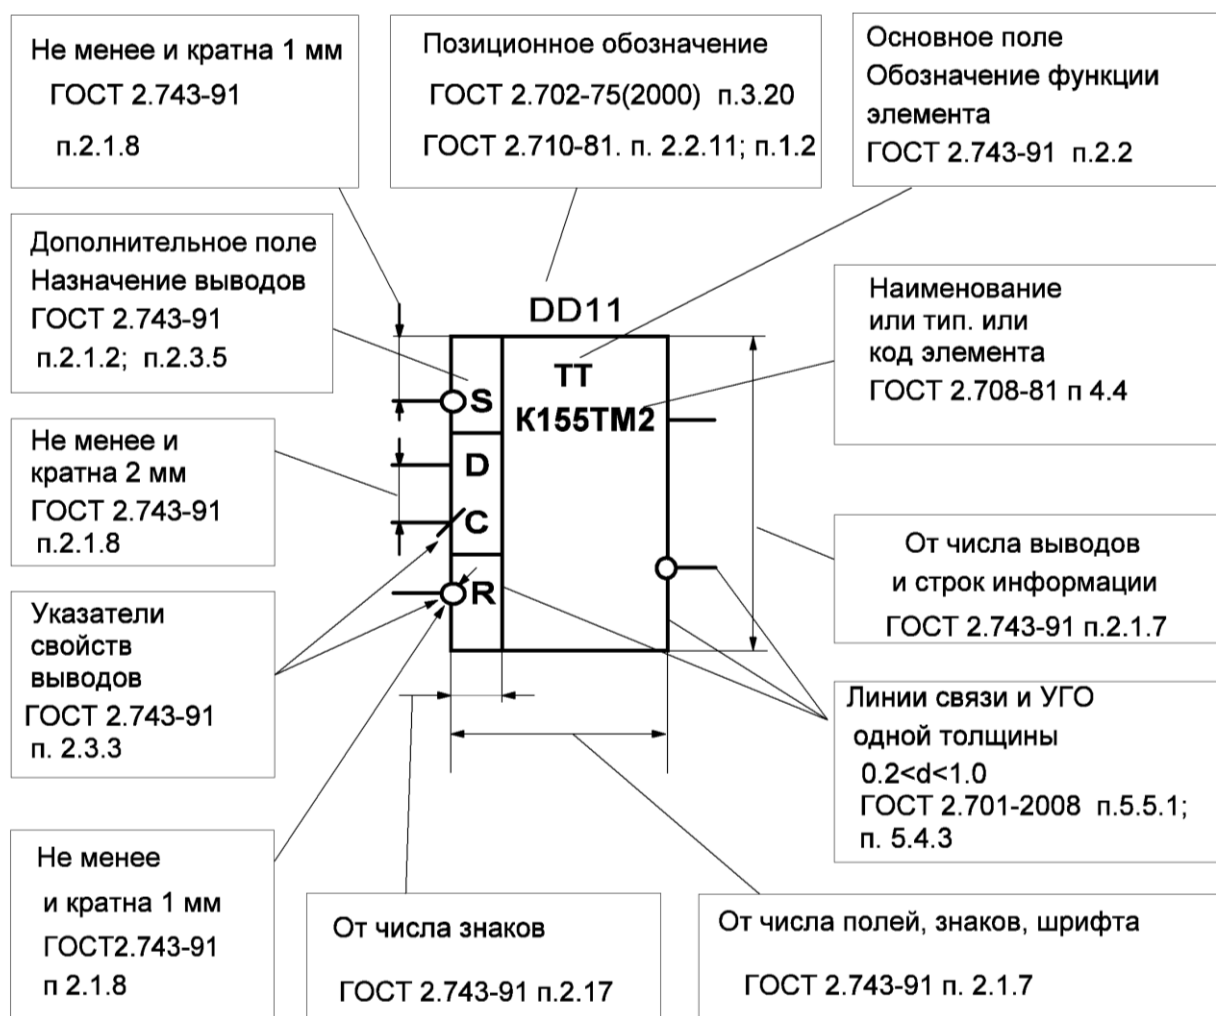 Не менее и кратна 1 мм
ГОСТ 2.743-91
п.2.1.8
Позиционное обозначение
ГОСТ 2.702-75(2000) п.3.20
ГОСТ 2.710-81. п. 2.2.11; п.1.2
Основное поле
Обозначение функции
элемента
ГОСТ 2.743-91 п.2.2
Дополнительное поле
Назначение выводов
ГОСТ 2.743-91
п.2.1.2; п.2.3.5
Наименование
или тип. или
код элемента
ГОСТ 2.708-81 п 4.4
DD11
ТТ
К155ТМ2
S
D
C
R
Не менее и
кратна 2 мм
ГОСТ 2.743-91
п.2.1.8
От числа выводов
и строк информации
ГОСТ 2.743-91 п.2.1.7
Указатели
свойств
выводов
ГОСТ 2.743-91
п. 2.3.3
Линии связи и УГО
одной толщины
0.2<d<1.0
ГОСТ 2.701-2008 п.5.5.1;
п. 5.4.3
Не менее
и кратна 1 мм
ГОСТ2.743-91
п 2.1.8
От числа знаков
ГОСТ 2.743-91 п.2.17
От числа полей, знаков, шрифта
ГОСТ 2.743-91 п. 2.1.7